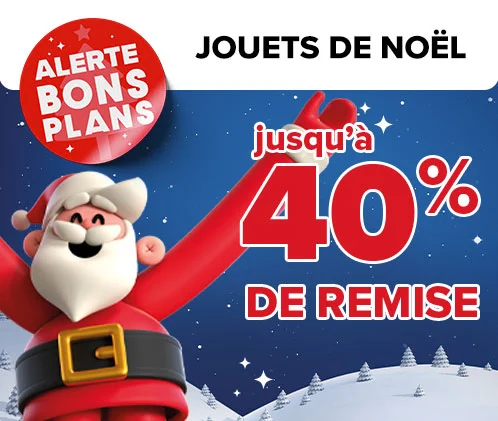 ALERTE
BONS
PLANS
JOUETS DE NOËL
jusqu'à
40%
DE REMISE